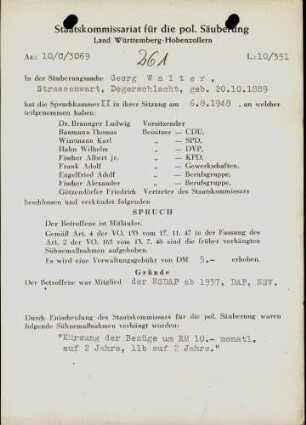 Staatskommissariat für die pol. Säuberung
Land Württemberg-Hohenzollern
Az.: 10/C/3069
261
L: 10/351
In der Säuberungssache Georg Walter,
Strassenwart, Degerschlacht, geb. 20.10.1889
hat die Spruchkammer II in ihrer Sitzung am 6.8.1948 , an welcher
teilgenommen haben:
Dr. Braunger Ludwig Vorsitzender
Baumann Thomas Beisitzer — CDU,
Wizemann Karl „ — SPD,
Hahn Wilhelm „ — DVP,
Fischer Albert jr. „ — KPD,
Frank Adolf „ — Gewerkschaften,
Engelfried Adolf „ — Berufsgruppe,
Fischer Alexander „ — Berufsgruppe,
Götzendörfer Friedrich Vertreter des Staatskommissars
beschlossen und verkündet folgenden
SPRUCH
Der Betroffene ist Mitläufer.
Gemäß Art. 4 der VO 133 vom 17. 11. 47 in der Fassung des
Art. 2 der VO. 165 vom 13. 7. 48 sind die früher verhängten
Sühnemaßnahmen aufgehoben.
Es wird eine Verwaltungsgebühr von DM 5,— erhoben.
Gründe
Der Betroffene war Mitglied der NSDAP ab 1937, DAF, NSV.
Durch Entscheidung des Staatskommissars für die pol. Säuberung waren
folgende Sühnemaßnahmen verhängt worden:
"Kürzung der Bezüge um RM 10.- monatl.
auf 2 Jahre, 11b auf 2 Jahre."